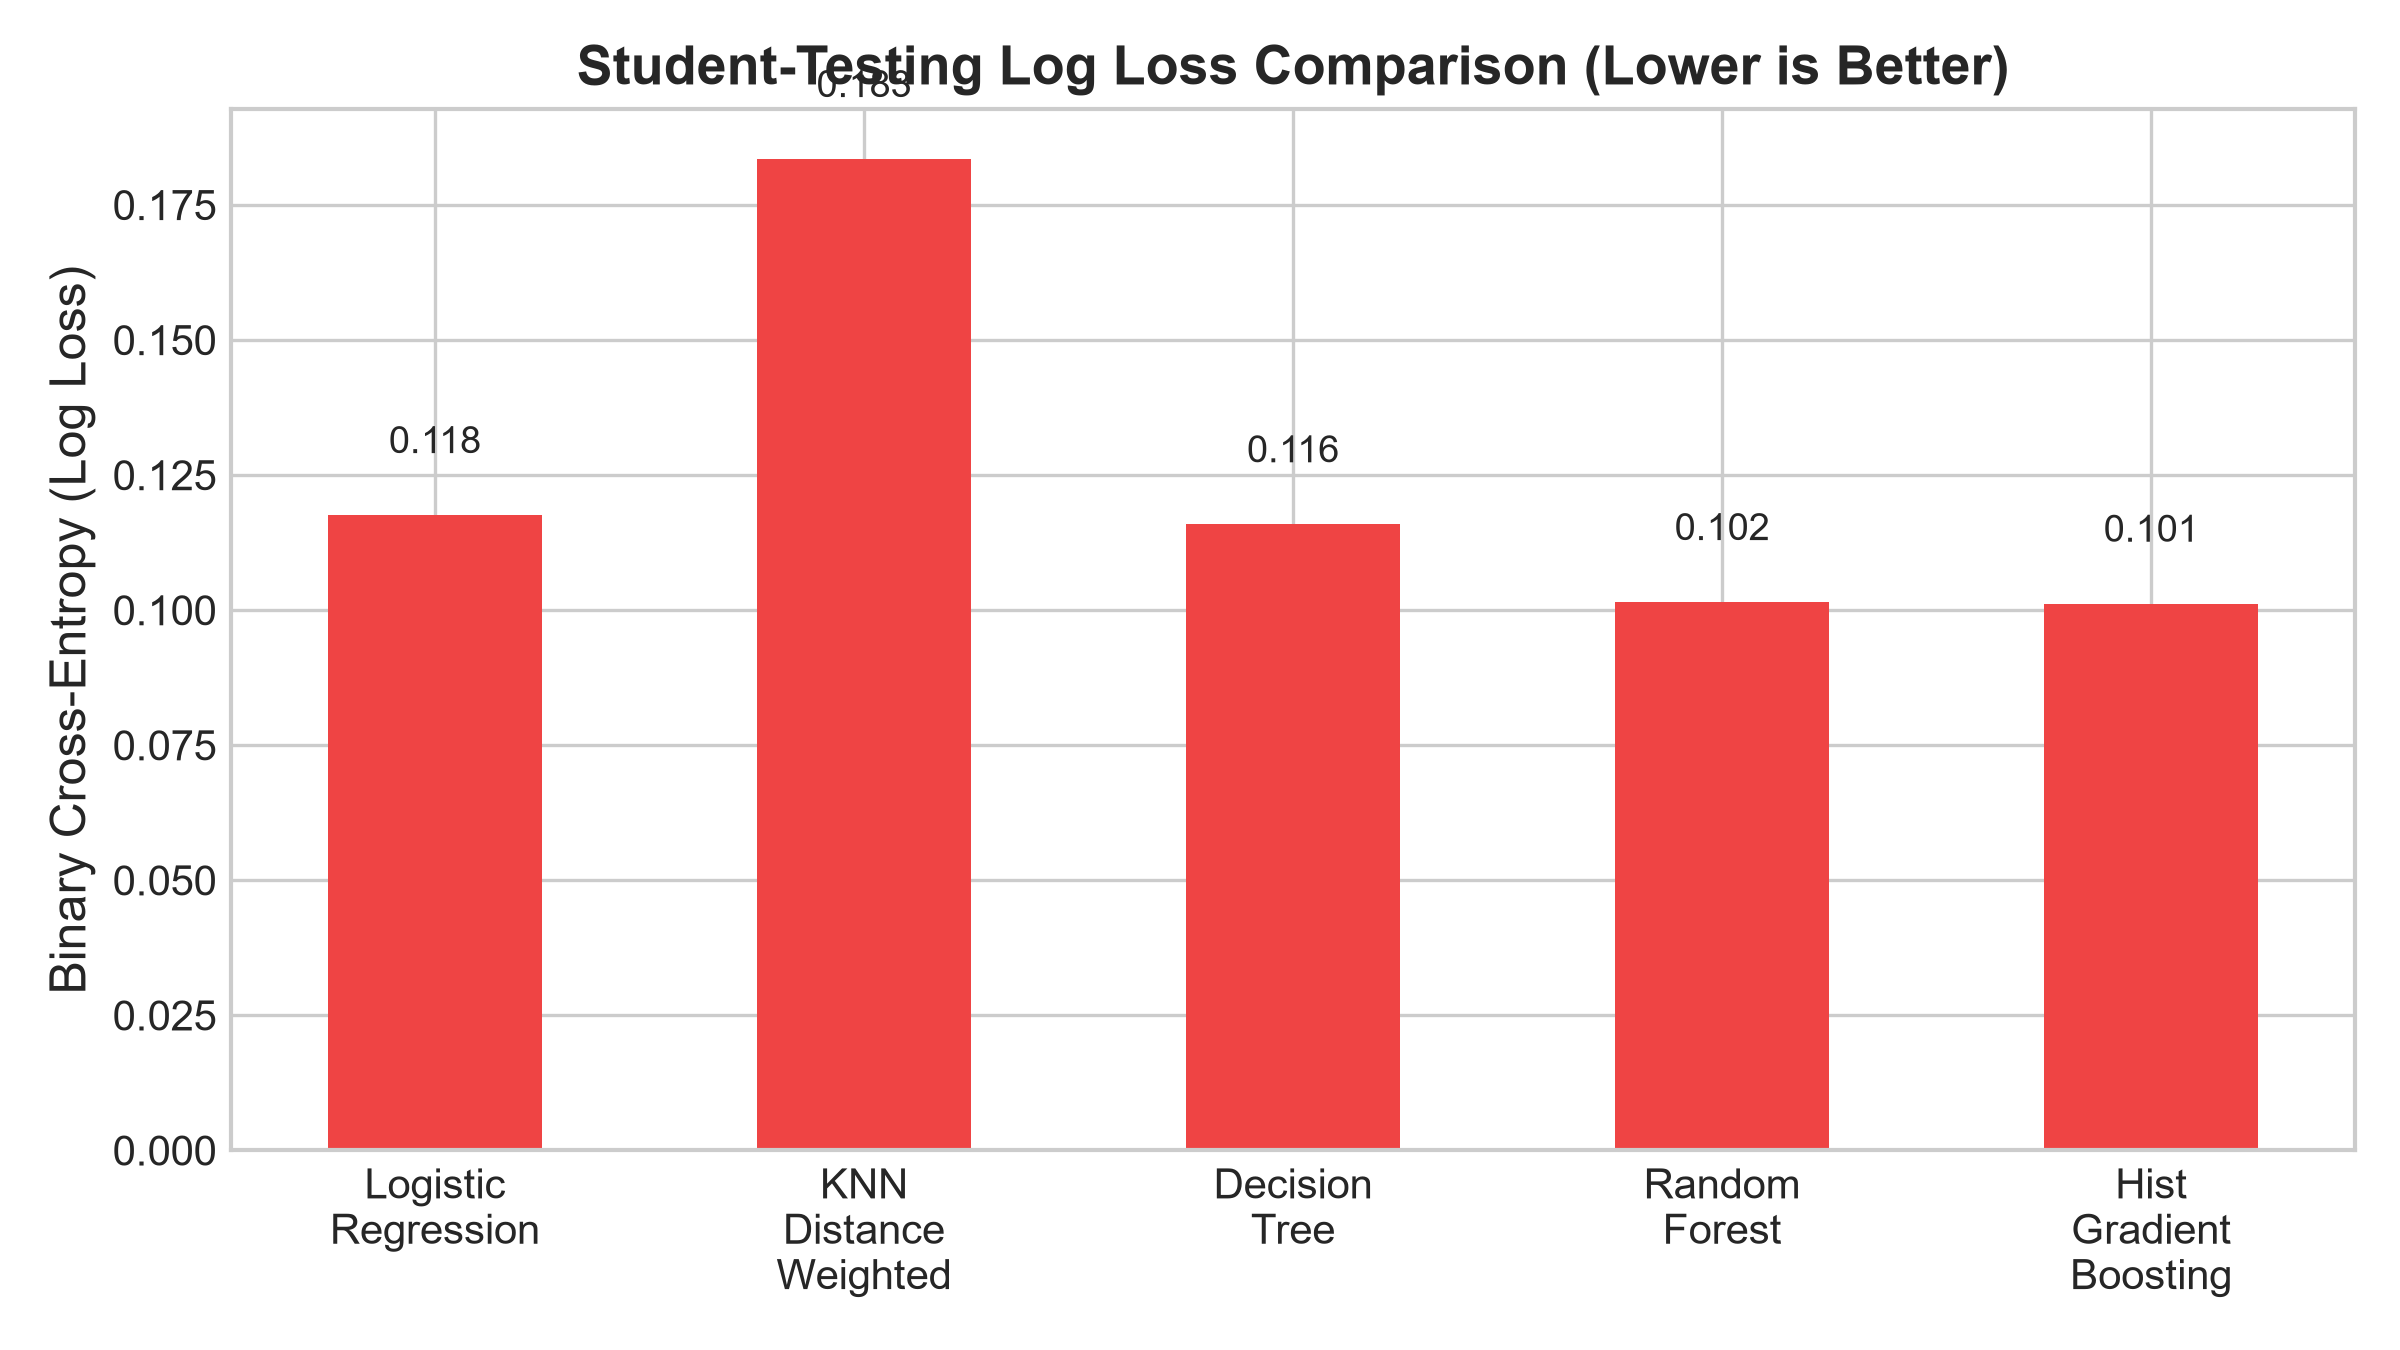 Student-Testing Log Loss Comparison (Lower is Better)
0.183
Binary Cross-Entropy (Log Loss)
0.175
0.150
0.125
0.100
0.075
0.050
0.025
0.000
0.118
0.116
0.102
0.101
Logistic
Regression
KNN
Distance
Weighted
Decision
Tree
Random
Forest
Hist
Gradient
Boosting